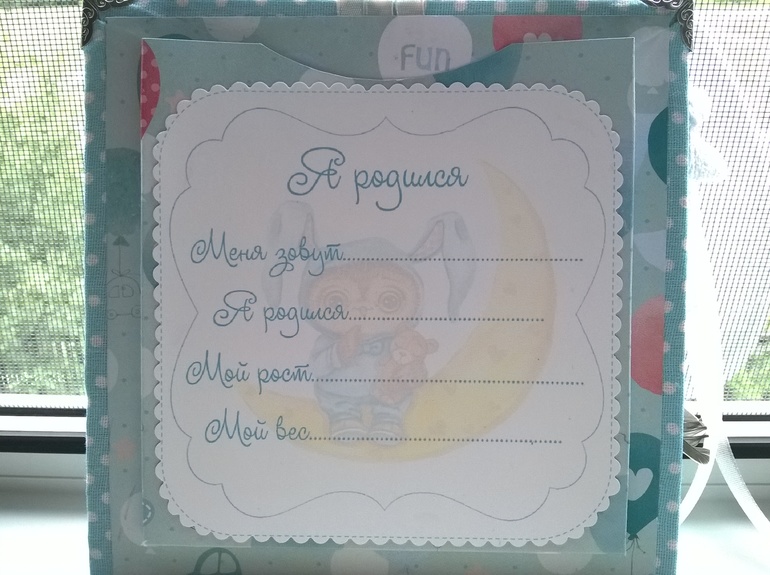 FUN
Я родился
Меня зовут..............................
Я родился..............................
Мой рост..............................
Мой вес..............................